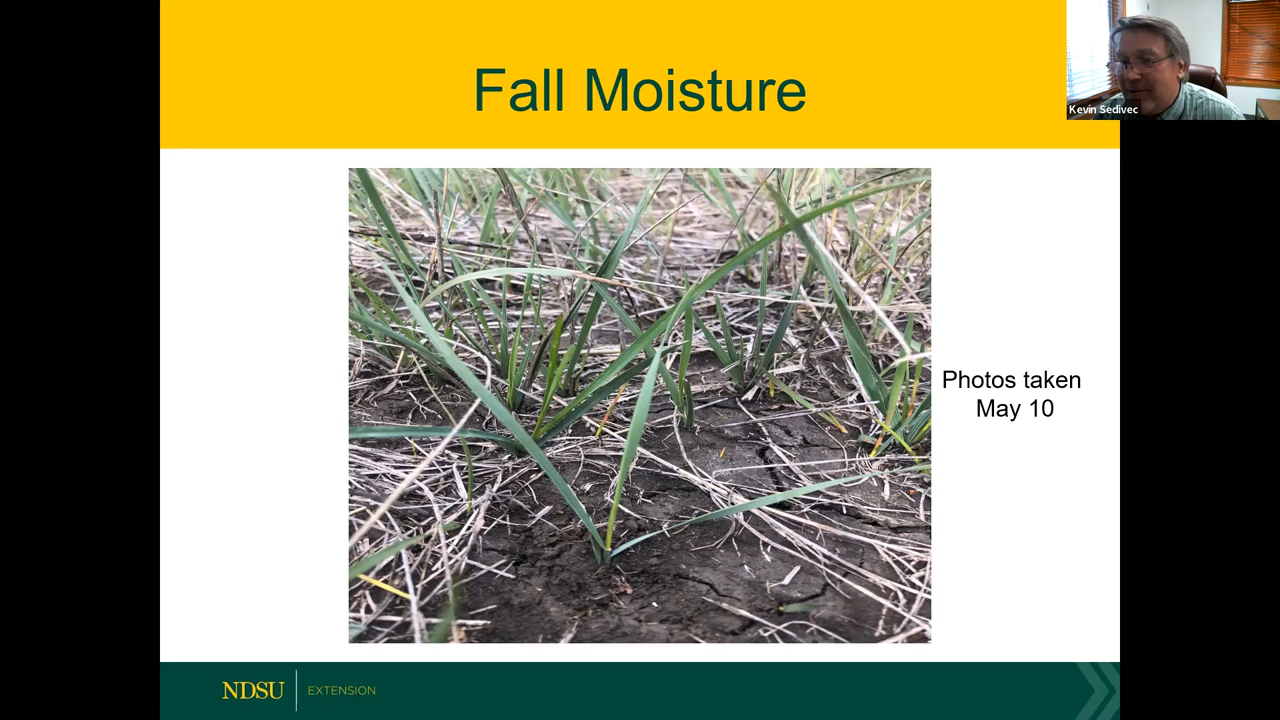 Fall Moisture
Kevin Sedivec
Photos taken
May 10
NDSU
EXTENSION